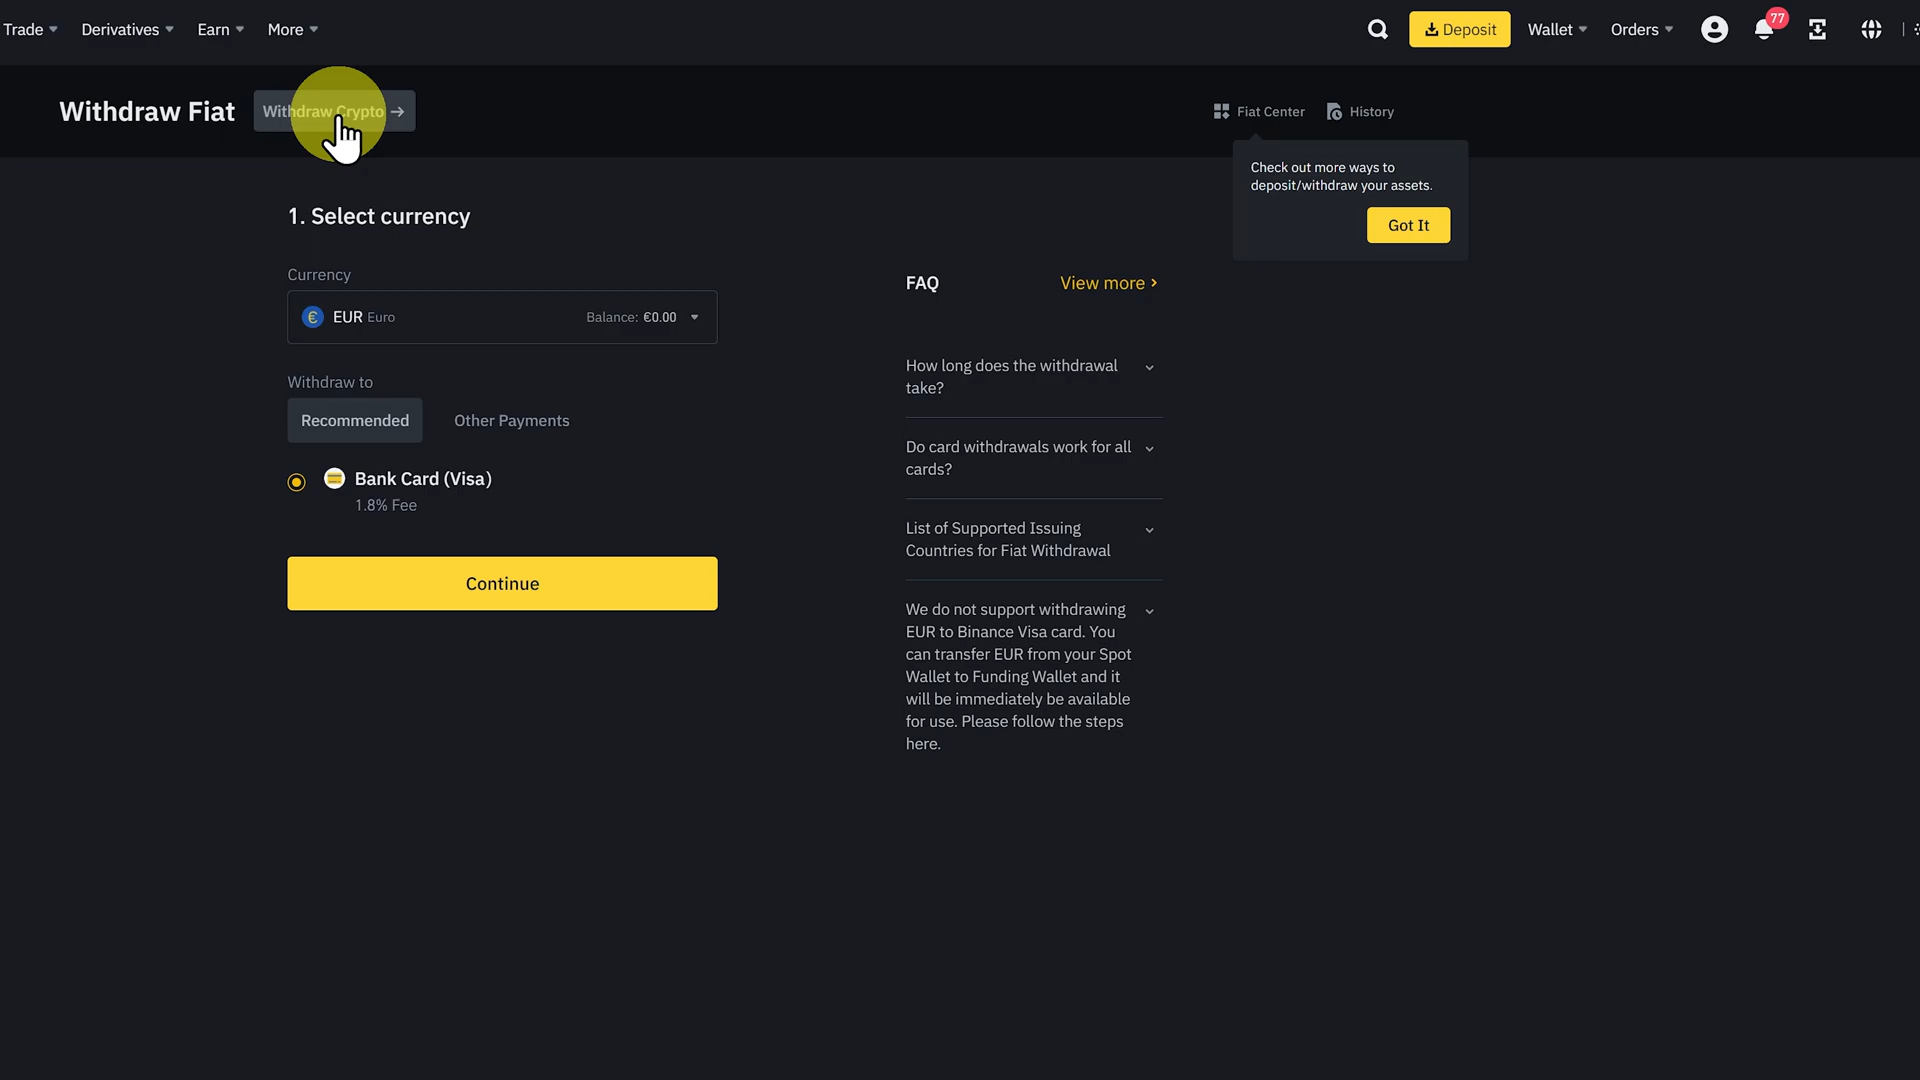 Trade
Derivatives
Earn
More
Deposit
Wallet
Orders
77
Withdraw Fiat
Withdraw Crypto
Fiat Center
History
Check out more ways to
deposit/withdraw your assets.
Got It
1. Select currency
Currency
EUR Euro
Balance: €0.00
Withdraw to
Recommended
Other Payments
Bank Card (Visa)
1.8% Fee
Continue
FAQ
View more
How long does the withdrawal
take?
Do card withdrawals work for all
cards?
List of Supported Issuing
Countries for Fiat Withdrawal
We do not support withdrawing
EUR to Binance Visa card. You
can transfer EUR from your Spot
Wallet to Funding Wallet and it
will be immediately be available
for use. Please follow the steps
here.